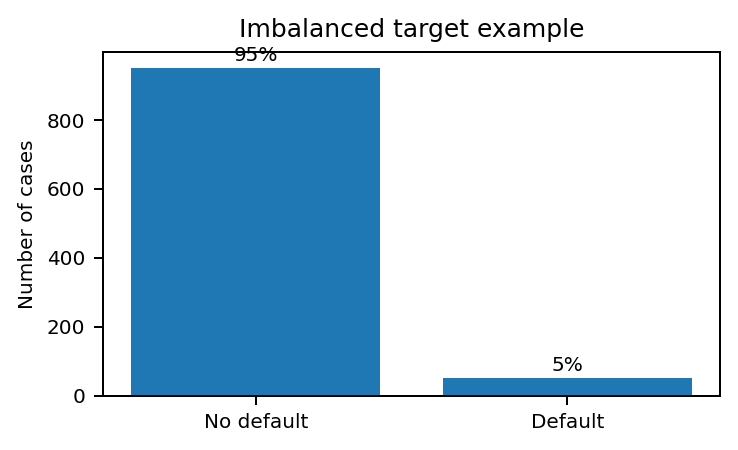 Imbalanced target example
95%
800
600
400
200
0
Number of cases
5%
No default
Default